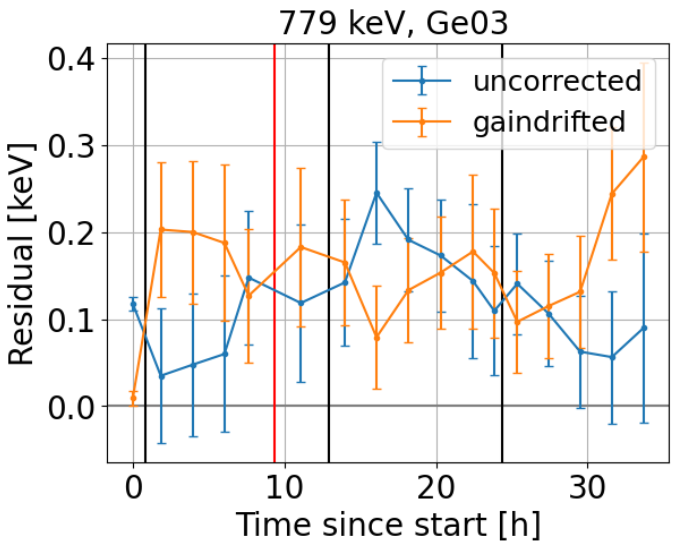 779 keV, Ge03
uncorrected
gaindrifted
Residual [keV]
0.4
0.3
0.2
0.1
0.0
0
10
20
30
Time since start [h]